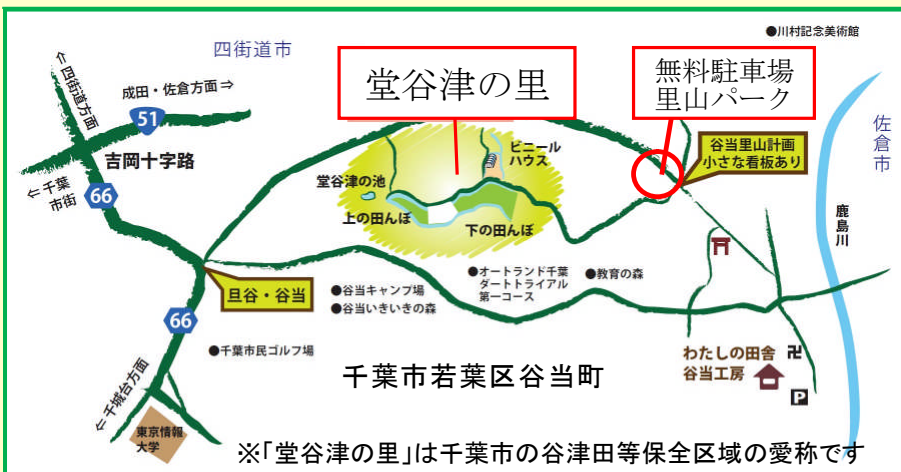 ●川村記念美術館
四街道市
↑四街道方面
成田・佐倉方面⇒
51
吉岡十字路
⇐千葉
市街
66
堂谷津の里
無料駐車場
里山パーク
佐倉市
谷当里山計画
小さな看板あり
ビニール
ハウス
堂谷津の池
上の田んぼ
下の田んぼ
鹿島川
旦谷・谷当
●谷当キャンプ場
●谷当いきいきの森
●オートランド千葉
ダートトライアル
第一コース
●教育の森
66
●千葉市民ゴルフ場
⇐千城台方面
千葉市若葉区谷当町
わたしの田舎
谷当工房
卍
P
東京情報
大学
※「堂谷津の里」は千葉市の谷津田等保全区域の愛称です